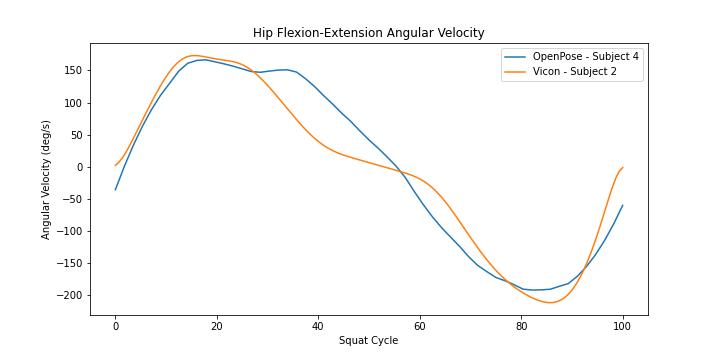 Hip Flexion-Extension Angular Velocity
OpenPose - Subject 4
Vicon - Subject 2
Angular Velocity (deg/s)
150
100
50
0
−50
−100
−150
−200
0 20 40 60 80 100
Squat Cycle